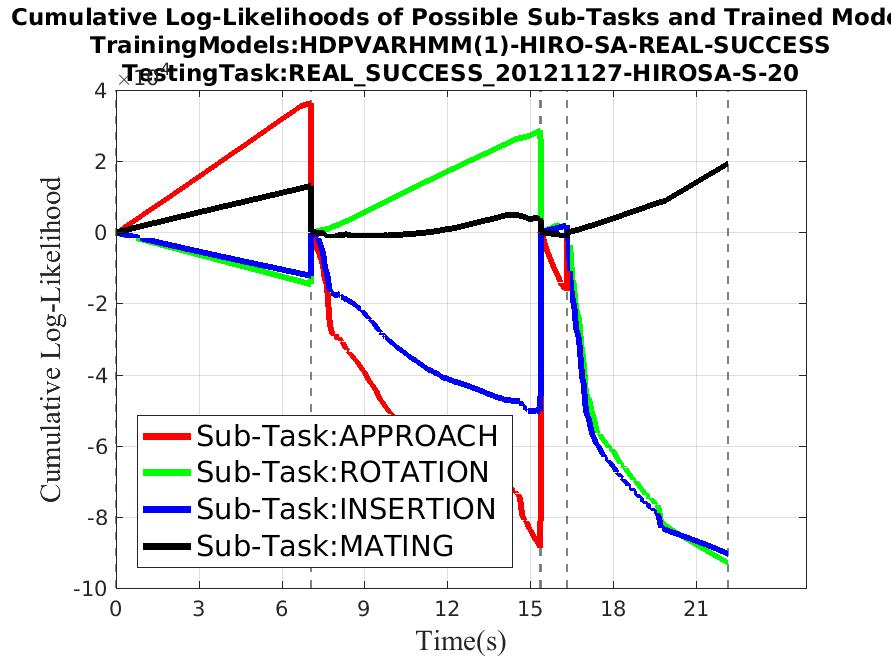 Cumulative Log-Likelihoods of Possible Sub-Tasks and Trained Mode
TrainingModels:HDPVARHMM(1)-HIRO-SA-REAL-SUCCESS
TestingTask:REAL_SUCCESS_20121127-HIROSA-S-20
×10^4
4
2
0
-2
-4
-6
-8
-10
Cumulative Log-Likelihood
Sub-Task:APPROACH
Sub-Task:ROTATION
Sub-Task:INSERTION
Sub-Task:MATING
0 3 6 9 12 15 18 21
Time(s)